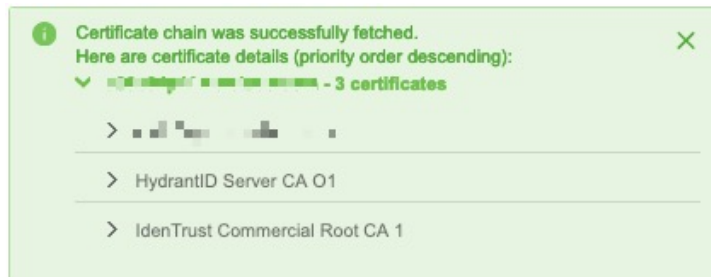 Certificate chain was successfully fetched.
Here are certificate details (priority order descending):
- 3 certificates
HydrantID Server CA O1
IdenTrust Commercial Root CA 1